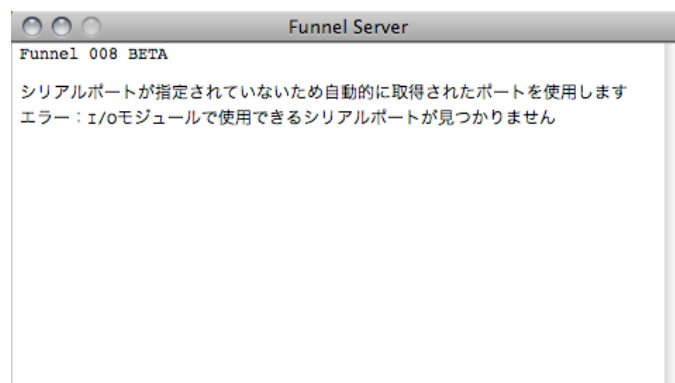 Funnel Server
Funnel 008 BETA
シリアルポートが指定されていないため自動的に取得されたポートを使用します
エラー：I/Oモジュールで使用できるシリアルポートが見つかりません